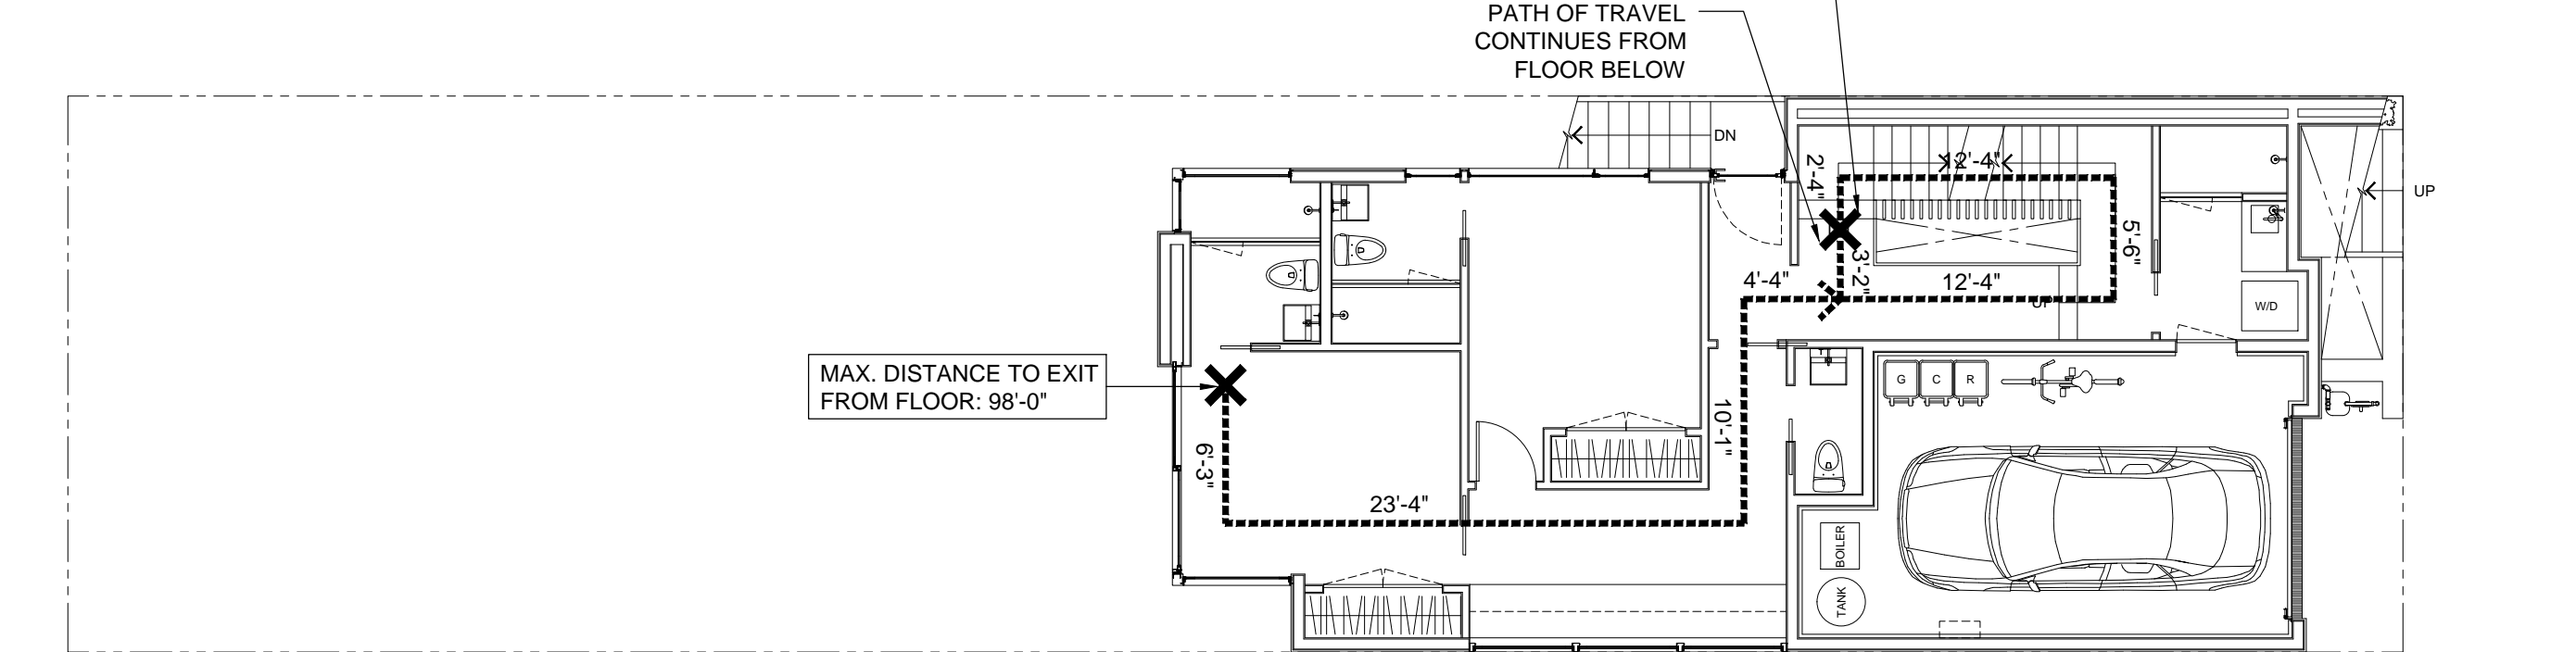 PATH OF TRAVEL
CONTINUES FROM
FLOOR BELOW
DN
2'-4"
12'-4"
UP
5'-6"
3'-2"
4'-4"
12'-4"
UP
W/D
MAX. DISTANCE TO EXIT
FROM FLOOR: 98'-0"
G
C
R
10'-1"
6'-3"
23'-4"
BOILER
TANK